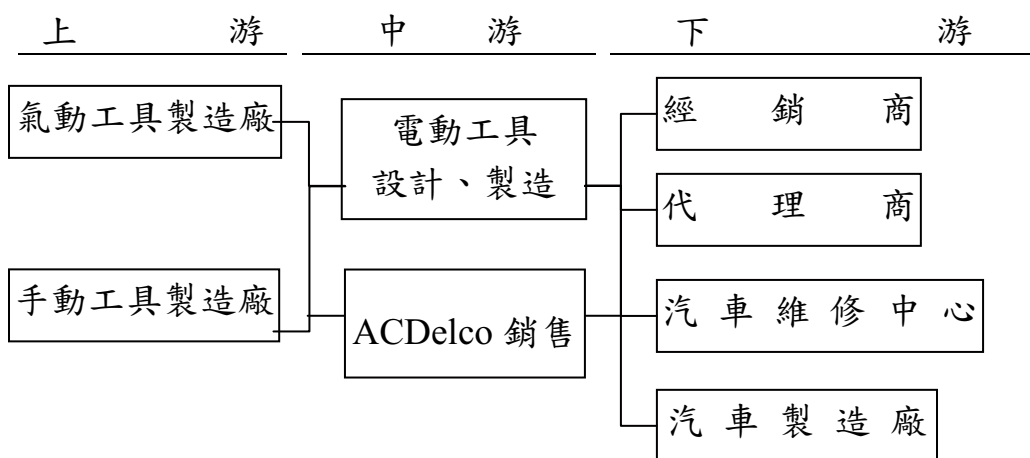 上游
中游
下游
氣動工具製造廠
手動工具製造廠
電動工具
設計、製造
ACDelco 銷售
經銷商
代理商
汽車維修中心
汽車製造廠